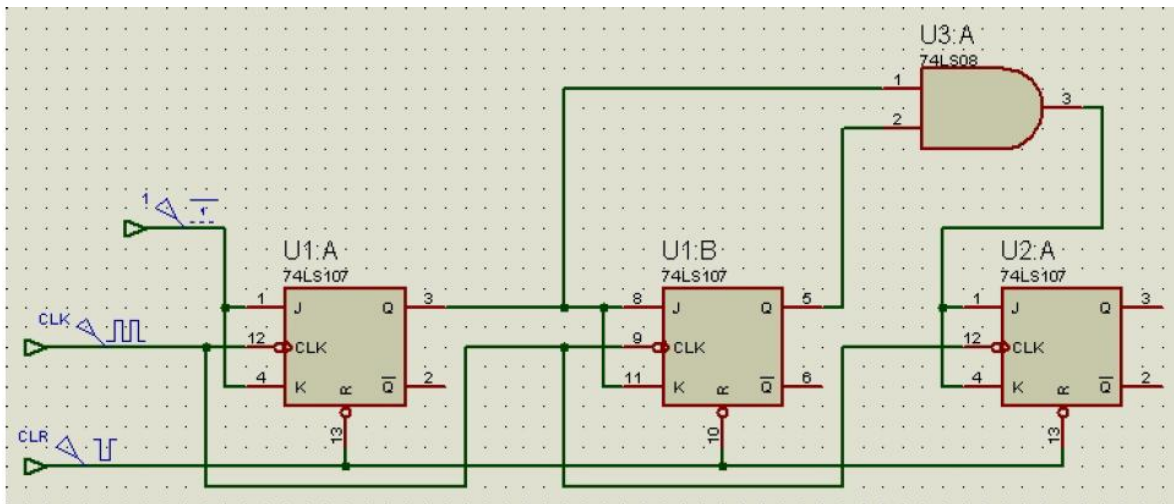 U3:A
74LS08
1
3
2
1
U1:A
74LS107
U1:B
74LS107
U2:A
74LS107
1 J Q 3
8 J Q 5
1 J Q 3
CLK
12 CLK
9 CLK
12 CLK
4 K R Q 2
11 K R Q 6
4 K R Q 2
CLR
13
10
13